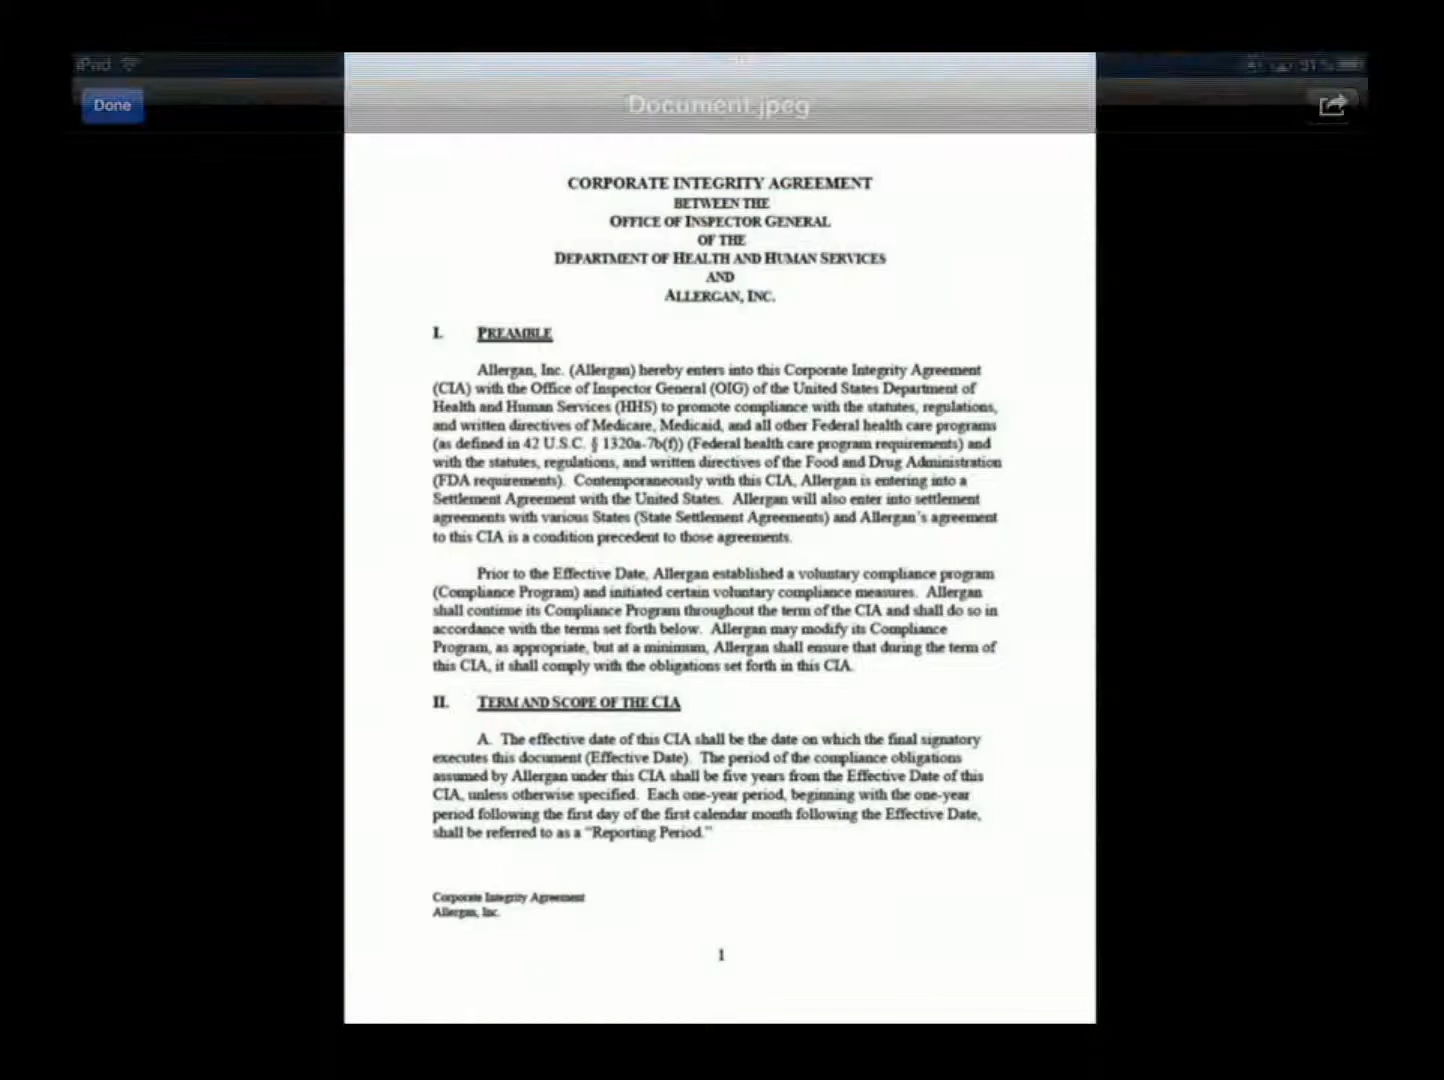 iPad
91%
Done
Document.jpeg
CORPORATE INTEGRITY AGREEMENT
BETWEEN THE
OFFICE OF INSPECTOR GENERAL
OF THE
DEPARTMENT OF HEALTH AND HUMAN SERVICES
AND
ALLERGAN, INC.
I. PREAMBLE
Allergan, Inc. (Allergan) hereby enters into this Corporate Integrity Agreement
(CIA) with the Office of Inspector General (OIG) of the United States Department of
Health and Human Services (HHS) to promote compliance with the statutes, regulations,
and written directives of Medicare, Medicaid, and all other Federal health care programs
(as defined in 42 U.S.C. § 1320a-7b(f)) (Federal health care program requirements) and
with the statutes, regulations, and written directives of the Food and Drug Administration
(FDA requirements). Contemporaneously with this CIA, Allergan is entering into a
Settlement Agreement with the United States. Allergan will also enter into settlement
agreements with various States (State Settlement Agreements) and Allergan's agreement
to this CIA is a condition precedent to those agreements.
Prior to the Effective Date, Allergan established a voluntary compliance program
(Compliance Program) and initiated certain voluntary compliance measures. Allergan
shall continue its Compliance Program throughout the term of the CIA and shall do so in
accordance with the terms set forth below. Allergan may modify its Compliance
Program, as appropriate, but at a minimum, Allergan shall ensure that during the term of
this CIA, it shall comply with the obligations set forth in this CIA.
II. TERM AND SCOPE OF THE CIA
A. The effective date of this CIA shall be the date on which the final signatory
executes this document (Effective Date). The period of the compliance obligations
assumed by Allergan under this CIA shall be five years from the Effective Date of this
CIA, unless otherwise specified. Each one-year period, beginning with the one-year
period following the first day of the first calendar month following the Effective Date,
shall be referred to as a "Reporting Period."
Corporate Integrity Agreement
Allergan, Inc.
1